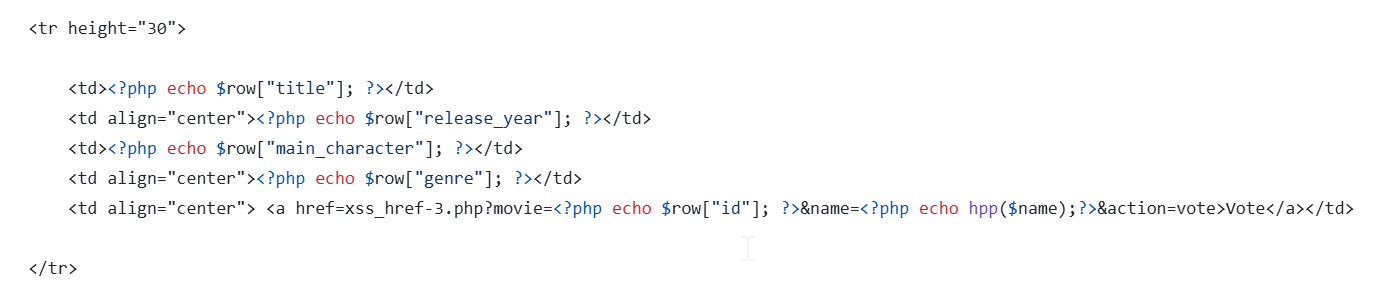 <tr height="30">
<td><?php echo $row["title"]; ?></td>
<td align="center"><?php echo $row["release_year"]; ?></td>
<td><?php echo $row["main_character"]; ?></td>
<td align="center"><?php echo $row["genre"]; ?></td>
<td align="center"> <a href=xss_href-3.php?movie=<?php echo $row["id"]; ?>&name=<?php echo hpp($name);?>&action=vote>Vote</a></td>
</tr>